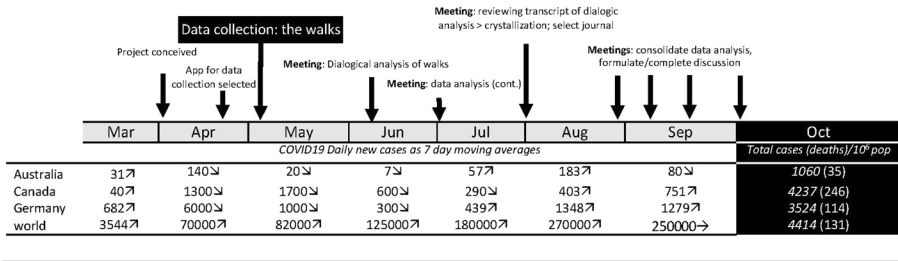 Meeting: reviewing transcript of dialogic
analysis > crystallization; select journal
Data collection: the walks
Project conceived
Meetings: consolidate data analysis,
formulate/complete discussion
App for data
collection selected
Meeting: Dialogical analysis of walks
Meeting: data analysis (cont.)
Mar Apr May Jun Jul Aug Sep Oct
COVID19 Daily new cases as 7 day moving averages Total cases (deaths)/10⁶ pop
Australia 31↗ 140↘ 20↘ 7↘ 57↗ 183↗ 80↘ 1060 (35)
Canada 40↗ 1300↘ 1700↘ 600↘ 290↘ 403↗ 751↗ 4237 (246)
Germany 682↗ 6000↘ 1000↘ 300↘ 439↗ 1348↗ 1279↗ 3524 (114)
world 3544↗ 70000↗ 82000↗ 125000↗ 180000↗ 270000↗ 250000→ 4414 (131)